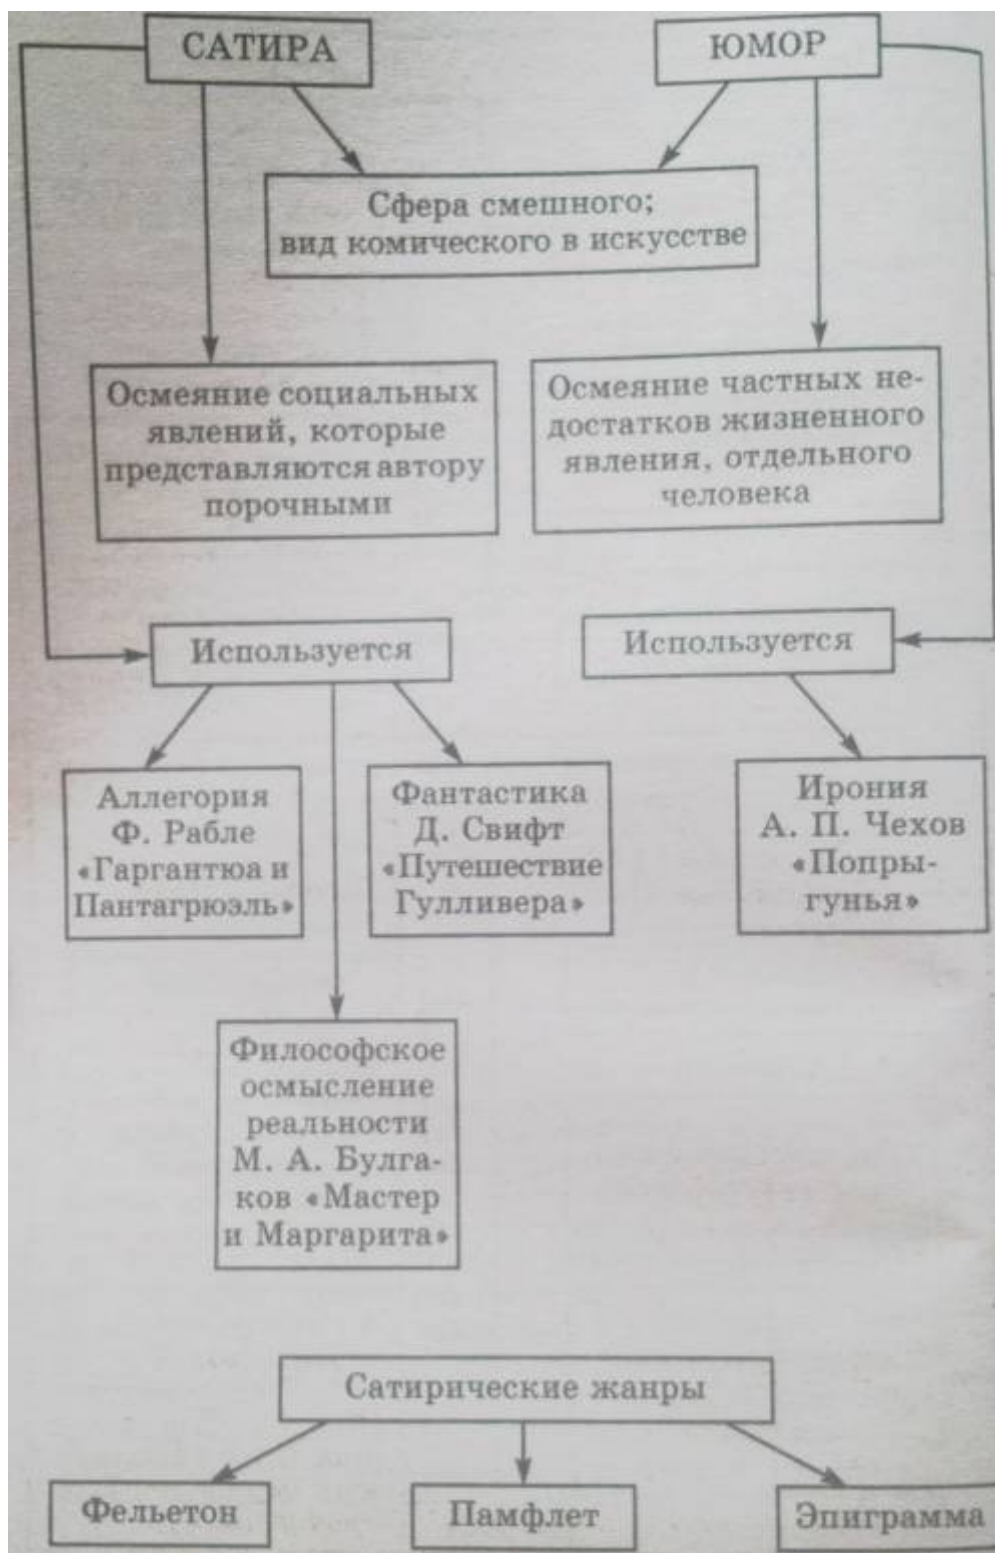 САТИРА
ЮМОР
Сфера смешного;
вид комического в искусстве
Осмеяние социальных
явлений, которые
представляются автору
порочными
Осмеяние частных не-
достатков жизненного
явления, отдельного
человека
Используется
Используется
Аллегория
Ф. Рабле
«Гаргантюа и
Пантагрюэль»
Фантастика
Д. Свифт
«Путешествие
Гулливера»
Ирония
А. П. Чехов
«Попры-
гунья»
Философское
осмысление
реальности
М. А. Булга-
ков «Мастер
и Маргарита»
Сатирические жанры
Фельетон
Памфлет
Эпиграмма